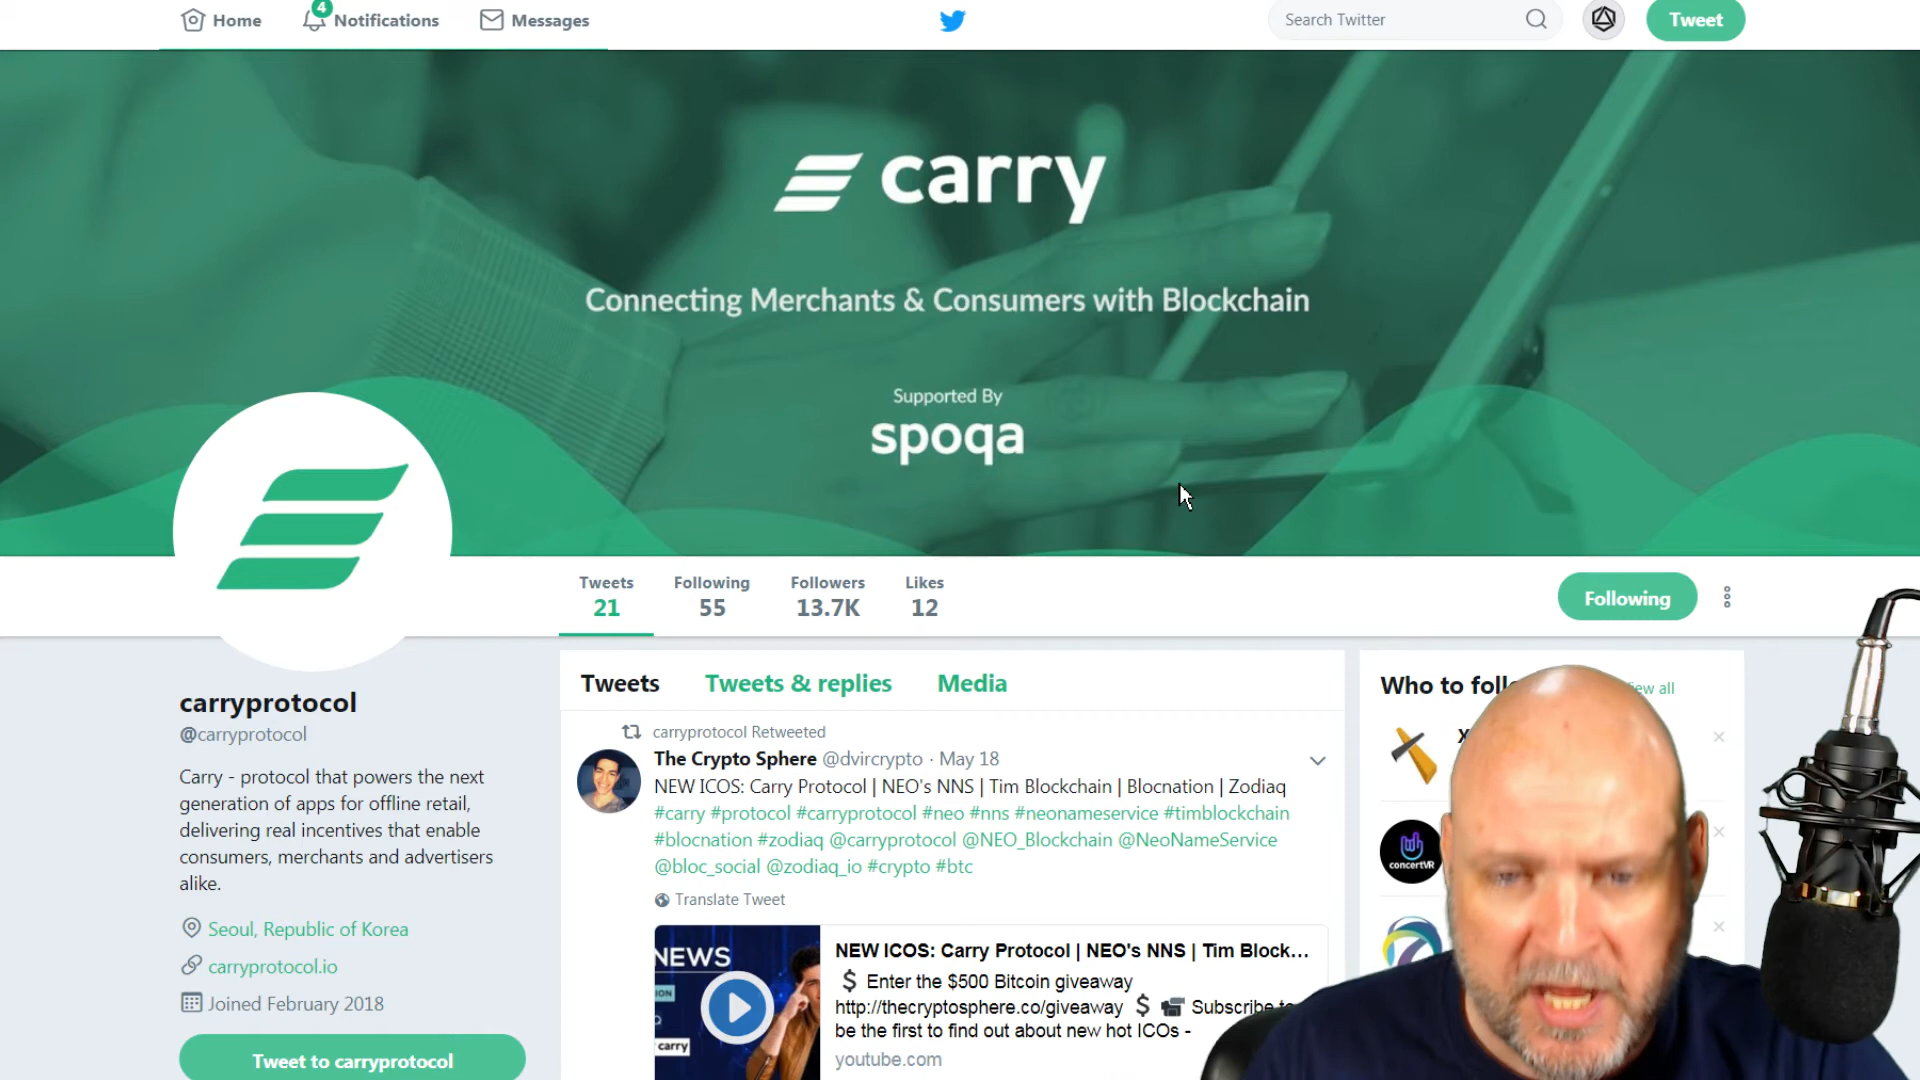 Home
4
Notifications
Messages
Search Twitter
Tweet
carry
Connecting Merchants & Consumers with Blockchain
Supported By
spoqa
Tweets
21
Following
55
Followers
13.7K
Likes
12
Following
carryprotocol
@carryprotocol
Carry - protocol that powers the next
generation of apps for offline retail,
delivering real incentives that enable
consumers, merchants and advertisers
alike.
Seoul, Republic of Korea
carryprotocol.io
Joined February 2018
Tweet to carryprotocol
Tweets
Tweets & replies
Media
carryprotocol Retweeted
The Crypto Sphere @dvircrypto · May 18
NEW ICOS: Carry Protocol | NEO's NNS | Tim Blockchain | Blocnation | Zodiaq
#carry #protocol #carryprotocol #neo #nns #neonameservice #timblockchain
#blocnation #zodiaq @carryprotocol @NEO_Blockchain @NeoNameService
@bloc_social @zodiaq_io #crypto #btc
Translate Tweet
NEWS
carry
NEW ICOS: Carry Protocol | NEO's NNS | Tim Block...
$ Enter the $500 Bitcoin giveaway
http://thecryptosphere.co/giveaway $ Subscribe to
be the first to find out about new hot ICOs -
youtube.com
Who to
all
concertVR